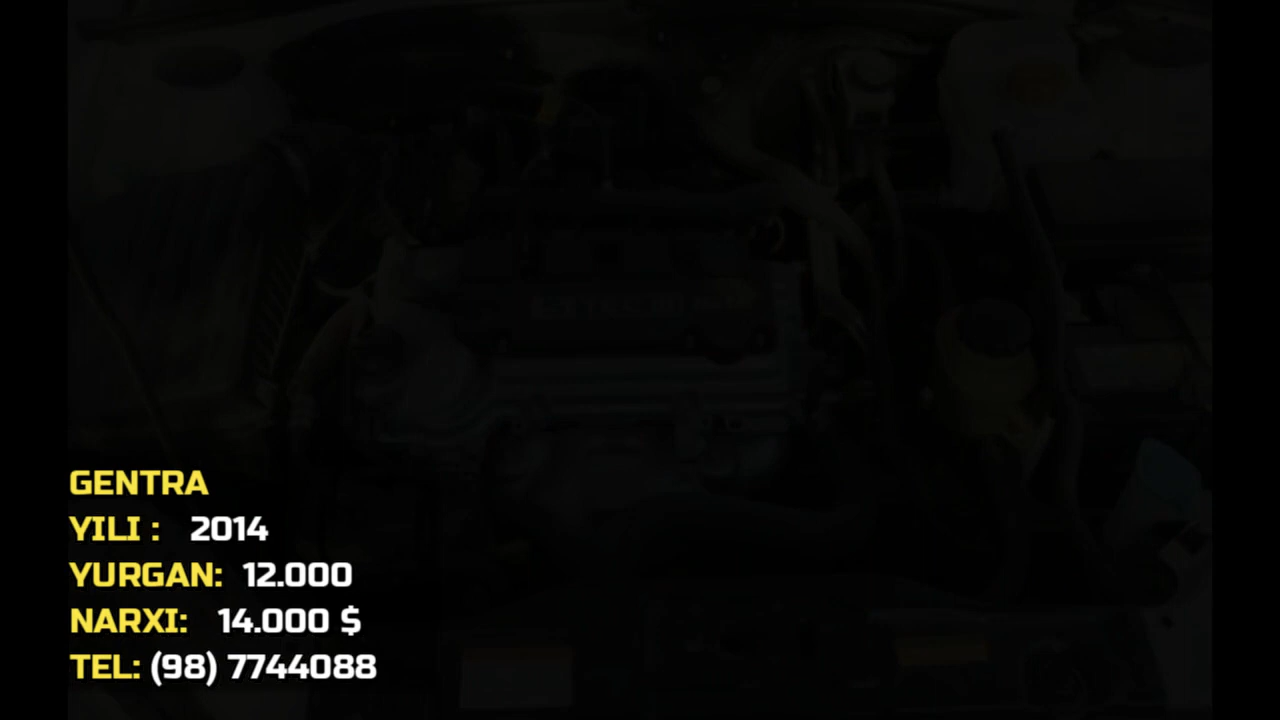 GENTRA
YILI : 2014
YURGAN: 12.000
NARXI: 14.000 $
TEL: (98) 7744088